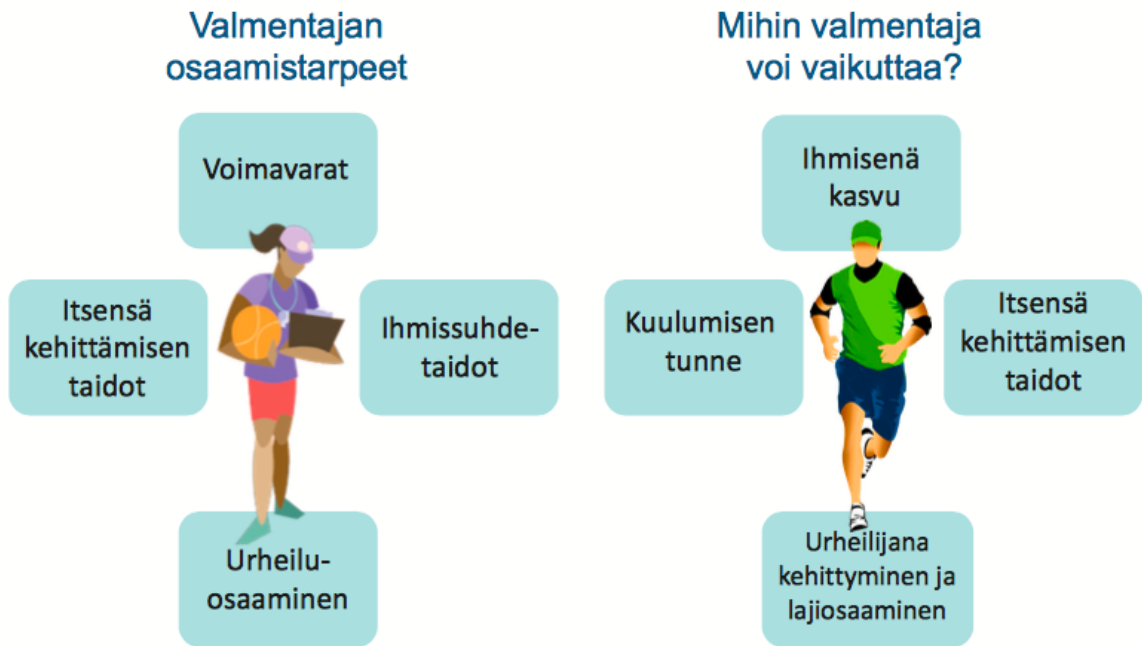 Valmentajan
osaamistarpeet
Voimavarat
Itsensä
kehittämisen
taidot
Ihmissuhde-
taidot
Urheilu-
osaaminen
Mihin valmentaja
voi vaikuttaa?
Ihmisenä
kasvu
Kuulumisen
tunne
Itsensä
kehittämisen
taidot
Urheilijana
kehittyminen ja
lajiosaaminen